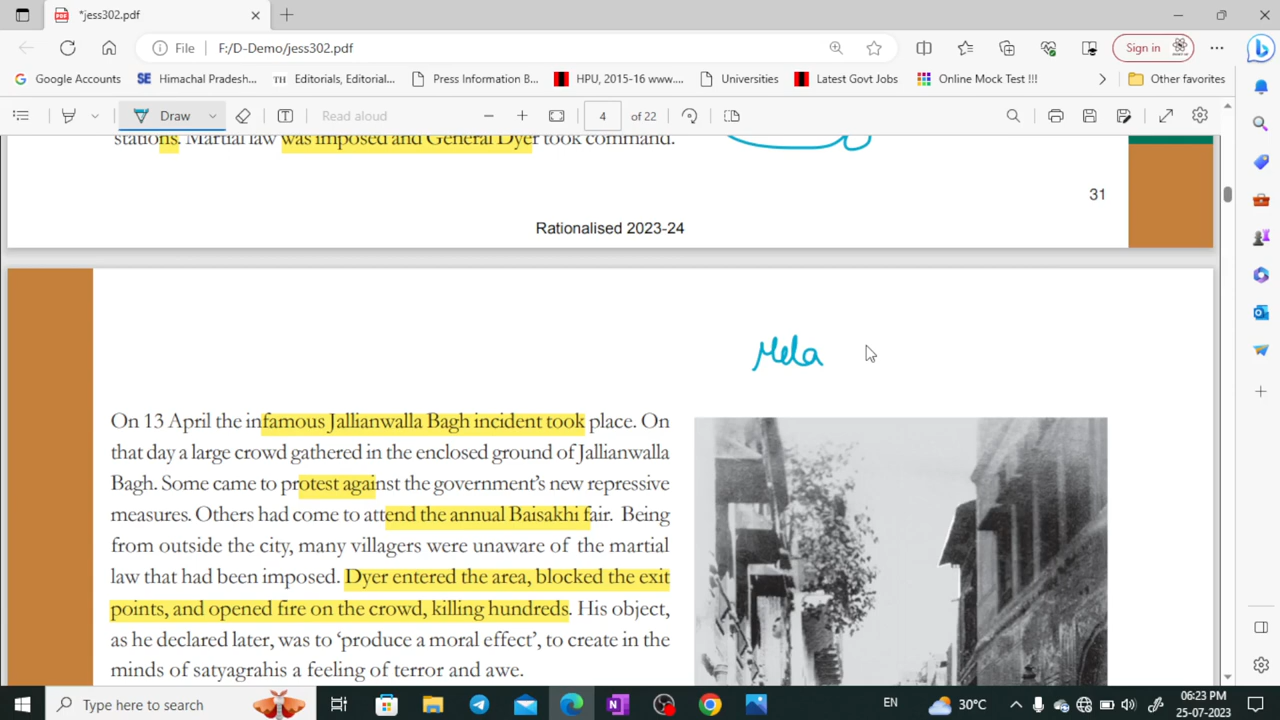 *jess302.pdf
File F:/D-Demo/jess302.pdf Sign in
Google Accounts SE Himachal Pradesh... TH Editorials, Editorial... Press Information B... HPU, 2015-16 www.... Universities Latest Govt Jobs Online Mock Test !!! Other favorites
Draw Read aloud 4 of 22
stations. Martial law was imposed and General Dyer took command.
31
Rationalised 2023-24
Mela
On 13 April the infamous Jallianwalla Bagh incident took place. On
that day a large crowd gathered in the enclosed ground of Jallianwalla
Bagh. Some came to protest against the government's new repressive
measures. Others had come to attend the annual Baisakhi fair. Being
from outside the city, many villagers were unaware of the martial
law that had been imposed. Dyer entered the area, blocked the exit
points, and opened fire on the crowd, killing hundreds. His object,
as he declared later, was to ‘produce a moral effect’, to create in the
minds of satyagrahis a feeling of terror and awe.
Type here to search 30°C EN 06:23 PM
25-07-2023